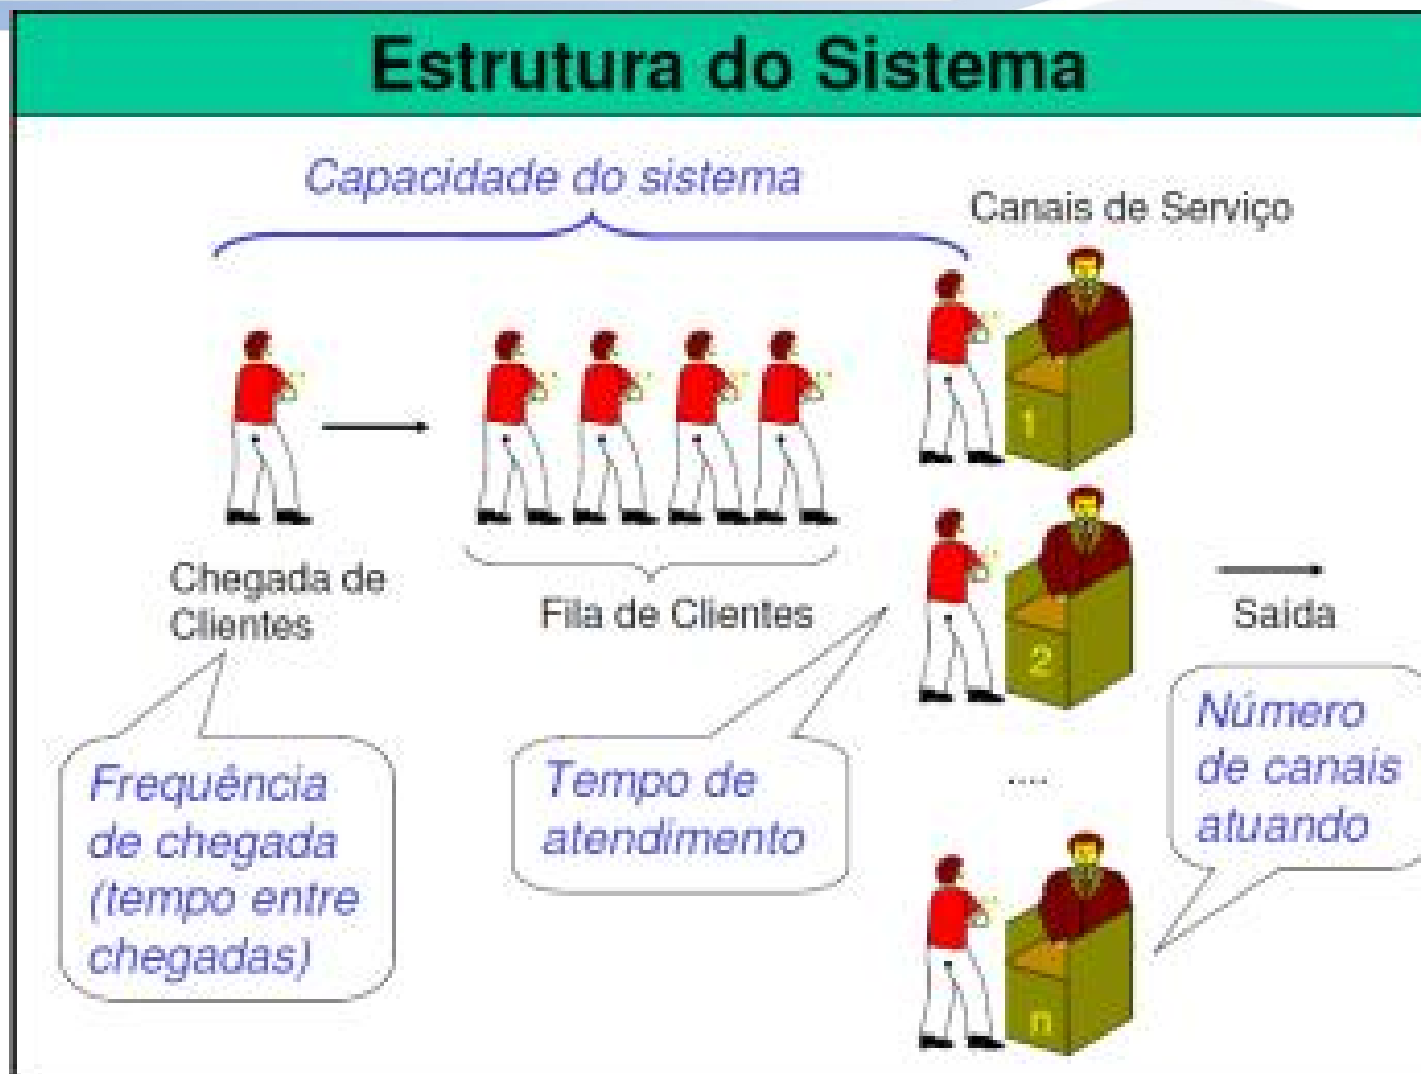 Estrutura do Sistema
Capacidade do sistema
Canais de Serviço
1
Chegada de
Clientes
Fila de Clientes
2
Saída
Frequência
de chegada
(tempo entre
chegadas)
Tempo de
atendimento
....
Número
de canais
atuando
n